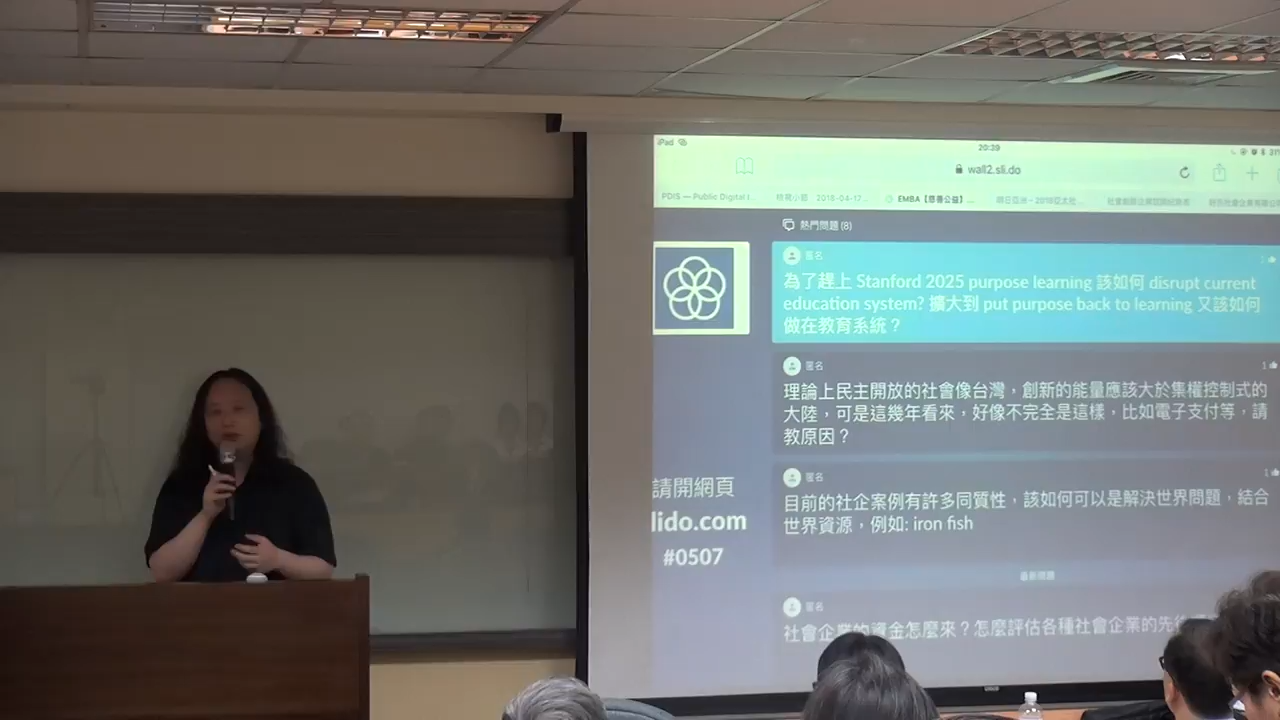 iPad
20:39
wall2.sli.do
PDIS — Public Digital I...
2018-04-17...
EMBA【慈善公益】...
熱門問題 (8)
匿名
為了趕上 Stanford 2025 purpose learning 該如何 disrupt current
education system? 擴大到 put purpose back to learning 又該如何
做在教育系統？
匿名
1
理論上民主開放的社會像台灣，創新的能量應該大於集權控制式的
大陸，可是這幾年看來，好像不完全是這樣，比如電子支付等，請
教原因？
匿名
1
目前的社企案例有許多同質性，該如何可以是解決世界問題，結合
世界資源，例如: iron fish
請開網頁
lido.com
#0507
最新問題
匿名
社會企業的資金怎麼來？怎麼評估各種社會企業的先後